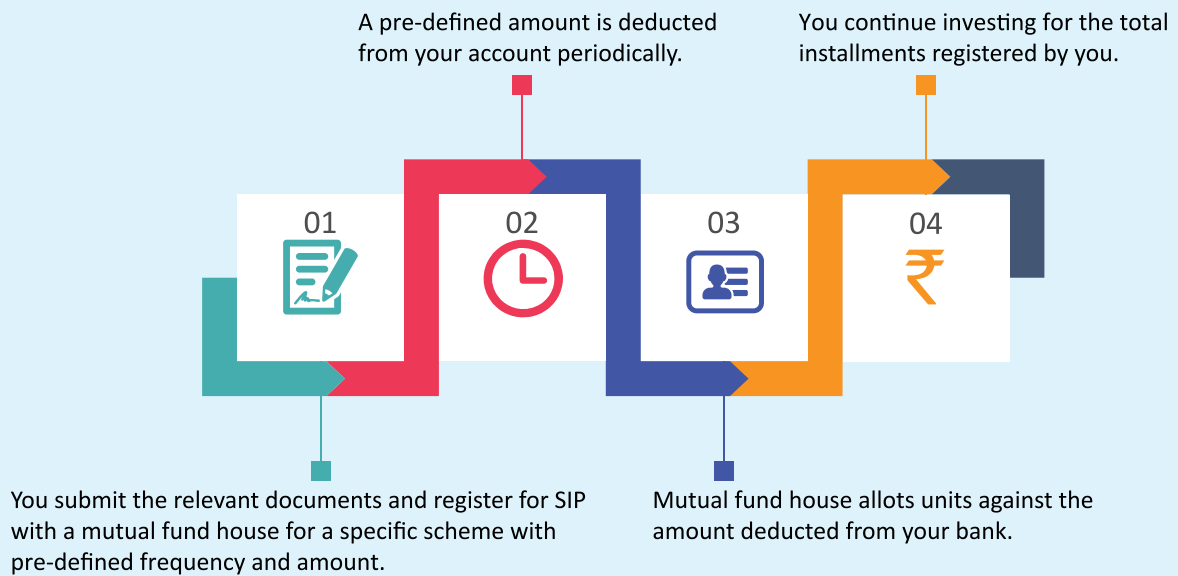 A pre-defined amount is deducted
from your account periodically.
You continue investing for the total
installments registered by you.
01
02
03
04
₹
You submit the relevant documents and register for SIP
with a mutual fund house for a specific scheme with
pre-defined frequency and amount.
Mutual fund house allots units against the
amount deducted from your bank.